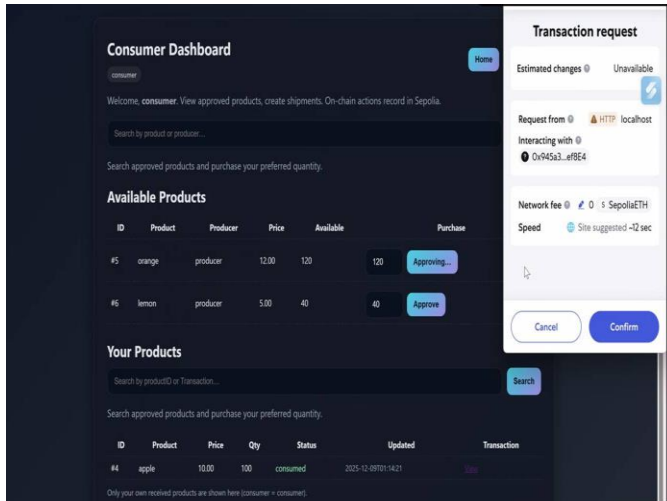 Consumer Dashboard
Home
consumer
Welcome, consumer. View approved products, create shipments. On-chain actions record in Sepolia.
Search by product or producer...
Search approved products and purchase your preferred quantity.
Available Products
ID Product Producer Price Available Purchase
#5 orange producer 12.00 120 120 Approving...
#6 lemon producer 5.00 40 40 Approve
Your Products
Search by productID or Transaction...
Search
Search approved products and purchase your preferred quantity.
ID Product Price Qty Status Updated Transaction
#4 apple 10.00 100 consumed 2025-12-09T01:14:21 View
Only your own received products are shown here (consumer = consumer).
Transaction request
Estimated changes Unavailable
Request from HTTP localhost
Interacting with
0x945a3...ef8E4
Network fee 0 S SepoliaETH
Speed Site suggested ~12 sec
Cancel Confirm